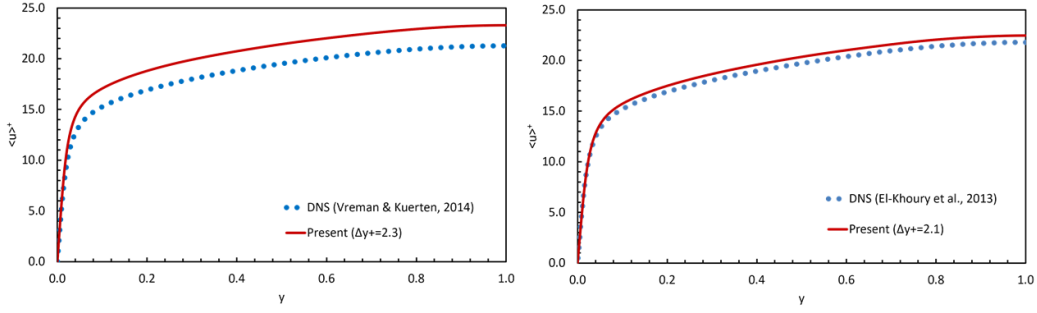 25.0
20.0
15.0
10.0
5.0
0.0
<u>⁺
DNS (Vreman & Kuerten, 2014)
Present (Δy+=2.3)
0.0 0.2 0.4 0.6 0.8 1.0
y
25.0
20.0
15.0
10.0
5.0
0.0
<u>⁺
DNS (El-Khoury et al., 2013)
Present (Δy+=2.1)
0.0 0.2 0.4 0.6 0.8 1.0
y